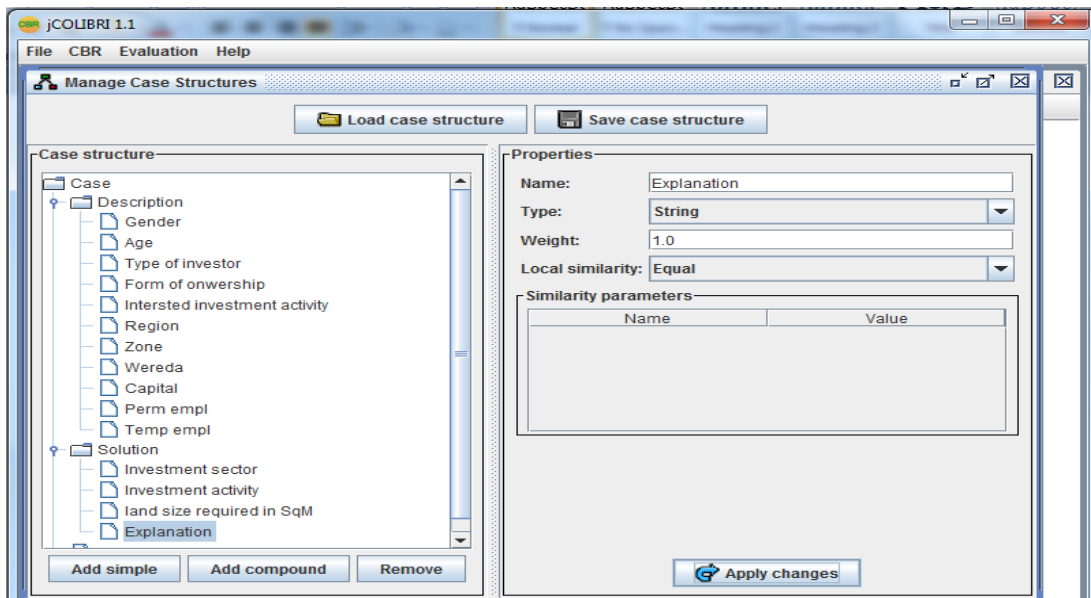 CBR jCOLIBRI 1.1
File CBR Evaluation Help
Manage Case Structures
Load case structure Save case structure
Case structure
Case
Description
Gender
Age
Type of investor
Form of onwership
Intersted investment activity
Region
Zone
Wereda
Capital
Perm empl
Temp empl
Solution
Investment sector
Investment activity
land size required in SqM
Explanation
Add simple Add compound Remove
Properties
Name: Explanation
Type: String
Weight: 1.0
Local similarity: Equal
Similarity parameters
Name Value
Apply changes